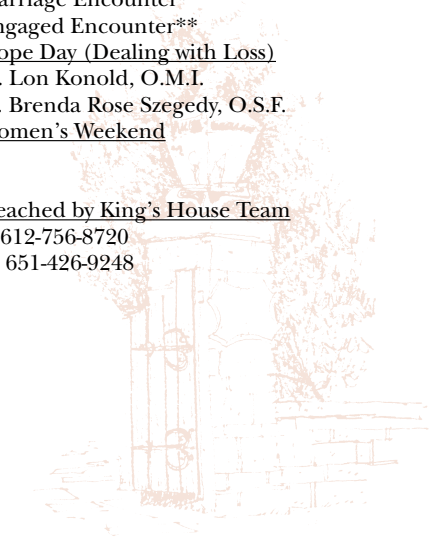 arriage Encounter
ngaged Encounter**
ope Day (Dealing with Loss)
. Lon Konold, O.M.I.
. Brenda Rose Szegedy, O.S.F.
omen’s Weekend
eached by King’s House Team
612-756-8720
651-426-9248